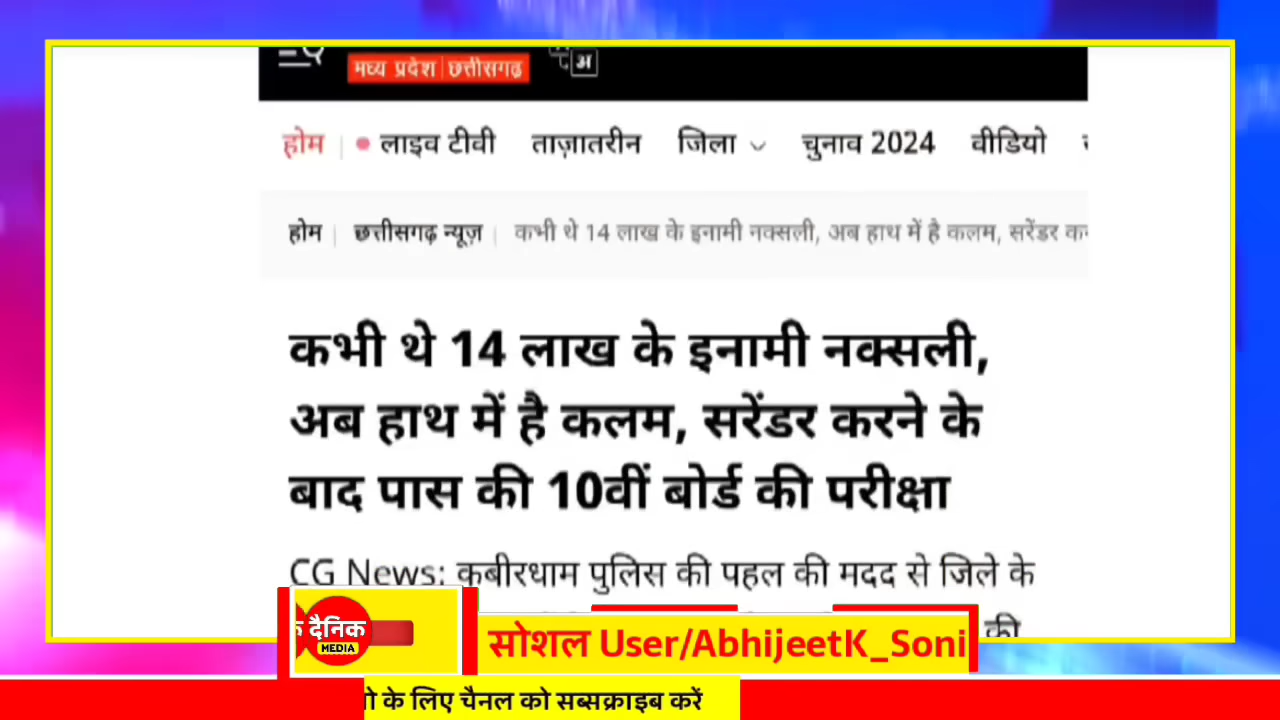 मध्य प्रदेश छत्तीसगढ़
अ
होम लाइव टीवी ताज़ातरीन जिला चुनाव 2024 वीडियो
होम छत्तीसगढ़ न्यूज़ कभी थे 14 लाख के इनामी नक्सली, अब हाथ में है कलम, सरेंडर
कभी थे 14 लाख के इनामी नक्सली,
अब हाथ में है कलम, सरेंडर करने के
बाद पास की 10वीं बोर्ड की परीक्षा
CG News: कबीरधाम पुलिस की पहल की मदद से जिले के
की
दैनिक
MEDIA
सोशल User/AbhijeetK_Soni
के लिए चैनल को सब्सक्राइब करें